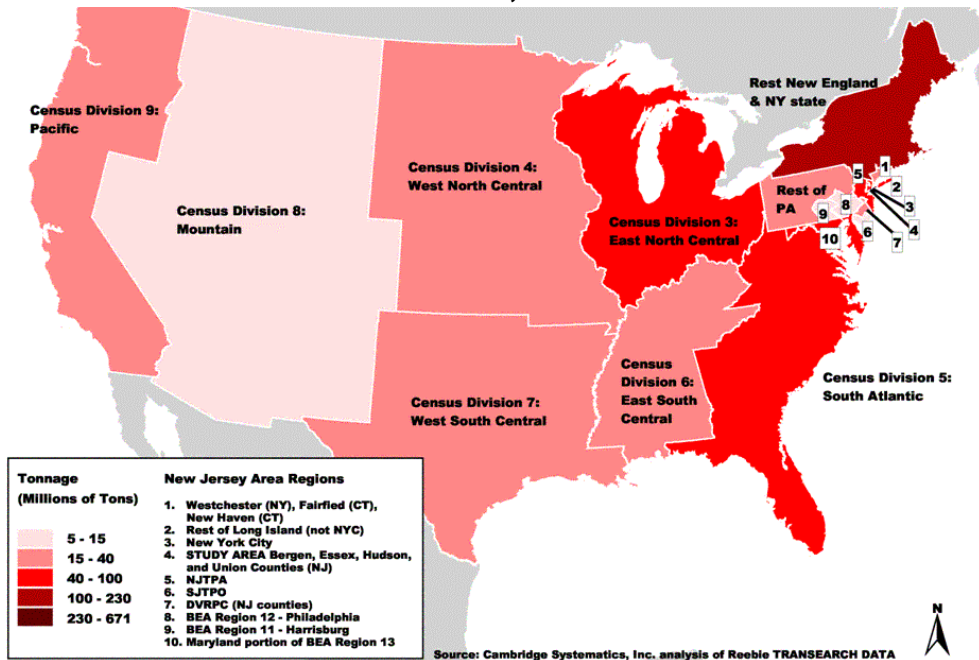 Census Division 9:
Pacific
Census Division 8:
Mountain
Census Division 4:
West North Central
Census Division 3:
East North Central
Rest New England
& NY state
Rest of
PA
1
2
3
4
5
6
7
8
9
10
Census Division 7:
West South Central
Census
Division 6:
East South
Central
Census Division 5:
South Atlantic
Tonnage
(Millions of Tons)
5 - 15
15 - 40
40 - 100
100 - 230
230 - 671
New Jersey Area Regions
1. Westchester (NY), Fairfied (CT),
New Haven (CT)
2. Rest of Long Island (not NYC)
3. New York City
4. STUDY AREA Bergen, Essex, Hudson,
and Union Counties (NJ)
5. NJTPA
6. SJTPO
7. DVRPC (NJ counties)
8. BEA Region 12 - Philadelphia
9. BEA Region 11 - Harrisburg
10. Maryland portion of BEA Region 13
N
Source: Cambridge Systematics, Inc. analysis of Reebie TRANSEARCH DATA